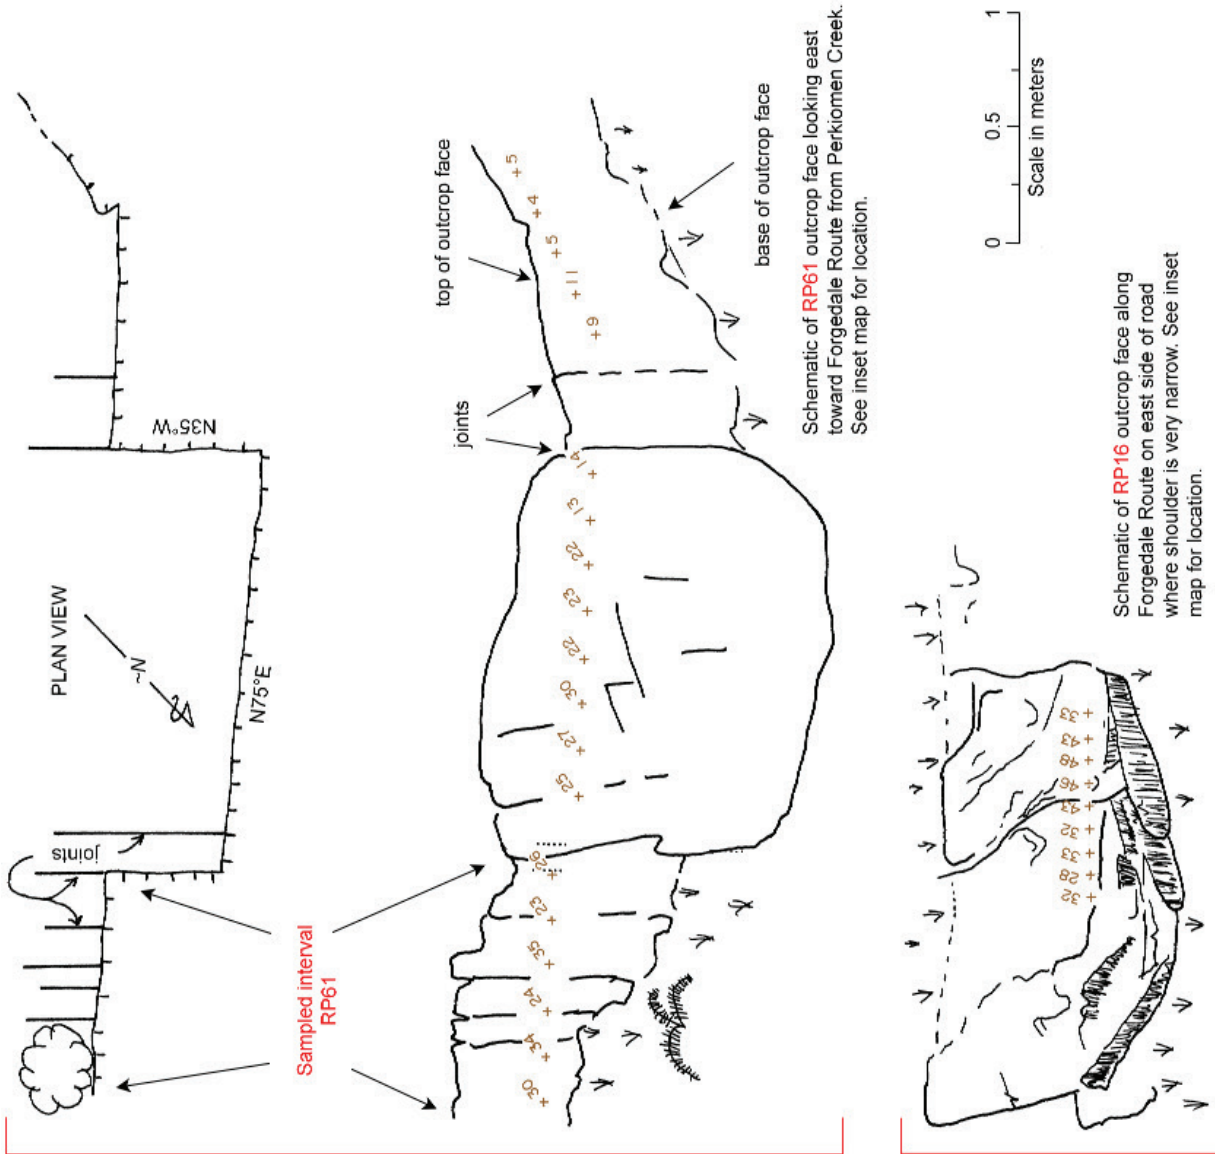 PLAN VIEW
~N
N35°W
N75°E
joints
Sampled interval
RP61
top of outcrop face
joints
base of outcrop face
+30
+34
+24
+35
+23
+26
+25
+27
+30
+22
+23
+22
+13
+14
+9
+11
+5
+4
+5
Schematic of RP61 outcrop face looking east
toward Forgedale Route from Perkiomen Creek.
See inset map for location.
+32
+28
+33
+32
+43
+46
+48
+43
+33
Schematic of RP16 outcrop face along
Forgedale Route on east side of road
where shoulder is very narrow. See inset
map for location.
0 0.5 1
Scale in meters